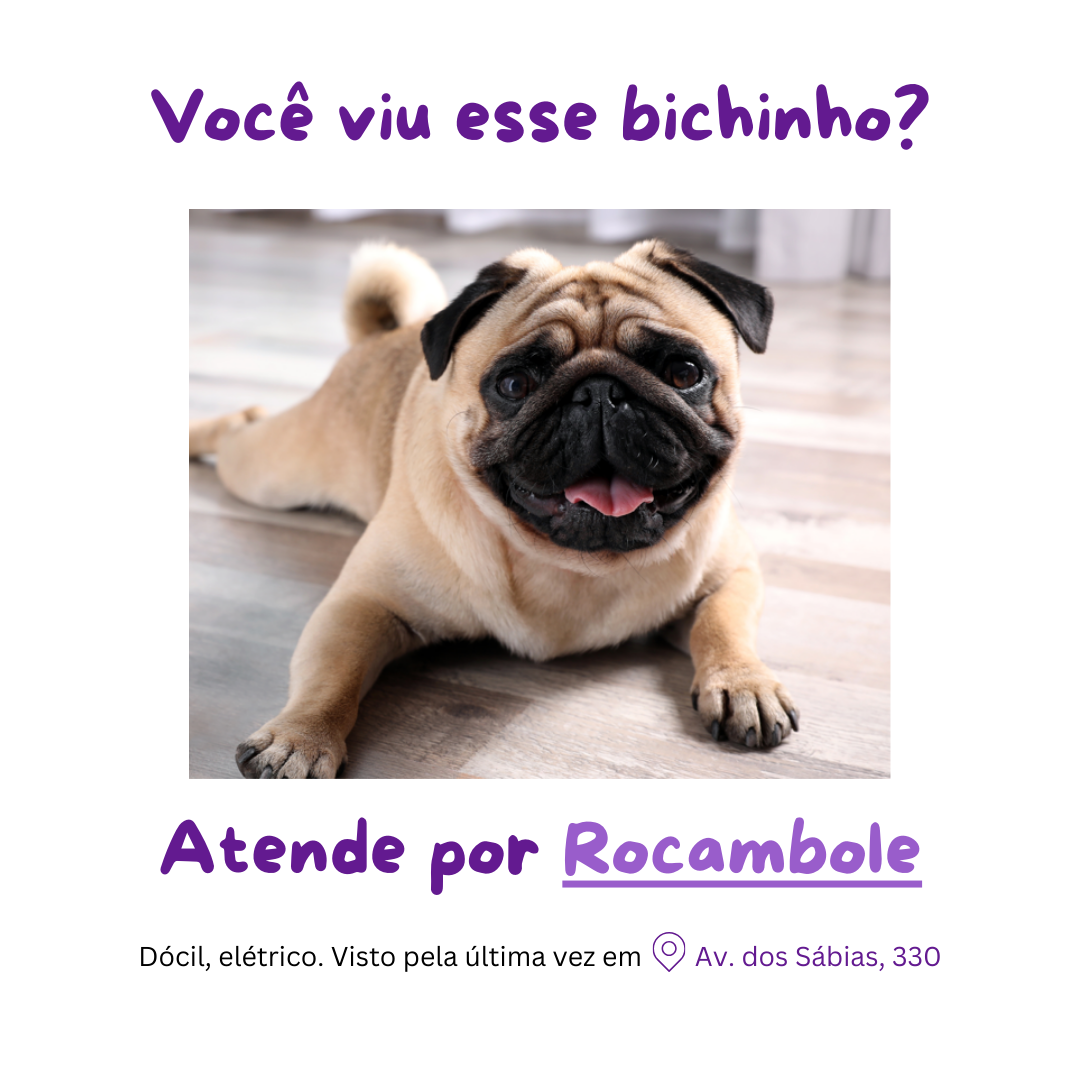 Você viu esse bichinho?
Atende por Rocambole
Dócil, elétrico. Visto pela última vez em Av. dos Sábias, 330